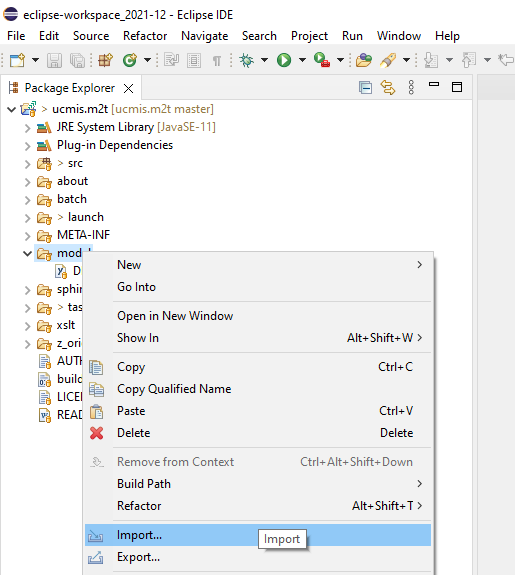 eclipse-workspace_2021-12 - Eclipse IDE
File Edit Source Refactor Navigate Search Project Run Window Help
Package Explorer
> ucmis.m2t [ucmis.m2t master]
JRE System Library [JavaSE-11]
Plug-in Dependencies
> src
about
batch
> launch
META-INF
model
New
D
Go Into
sphin
> tas
Open in New Window
xslt
Show In Alt+Shift+W
z_ori
AUTH
Copy Ctrl+C
build
Copy Qualified Name
LICEN
Paste Ctrl+V
READ
Delete Delete
Remove from Context Ctrl+Alt+Shift+Down
Build Path
Refactor Alt+Shift+T
Import...
Import
Export...